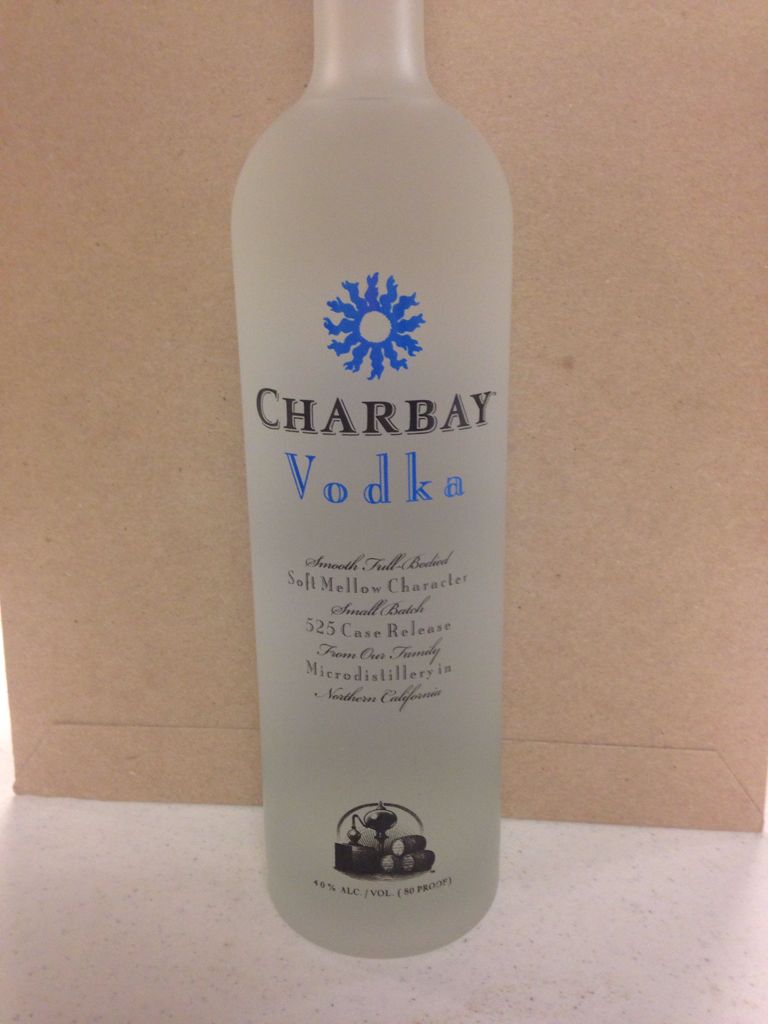 CHARBAY™
Vodka
Smooth Full-Bodied
Soft Mellow Character
Small Batch
525 Case Release
From Our Family
Microdistillery in
Northern California
40% ALC./VOL. (80 PROOF)